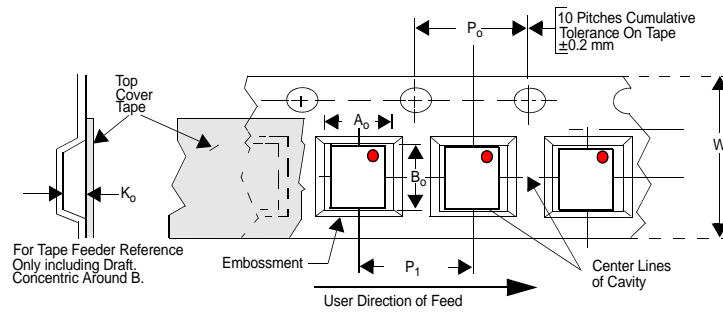 10 Pitches Cumulative
Tolerance On Tape
±0.2 mm
Po
Top
Cover
Tape
Ao
W
Bo
Ko
For Tape Feeder Reference
Only including Draft.
Concentric Around B.
Embossment
P1
Center Lines
of Cavity
User Direction of Feed